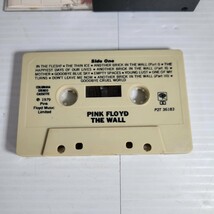 Side One
IN THE FLESH? • THE THIN ICE • ANOTHER BRICK IN THE WALL (Part I) • THE
HAPPIEST DAYS OF OUR LIVES • ANOTHER BRICK IN THE WALL (Part II) •
MOTHER • GOODBYE BLUE SKY • EMPTY SPACES • YOUNG LUST • ONE OF MY
TURNS • DON'T LEAVE ME NOW • ANOTHER BRICK IN THE WALL (Part III) •
GOODBYE CRUEL WORLD
℗ 1979
Pink
Floyd Music
Limited
PCT 36183
PINK FLOYD
THE WALL